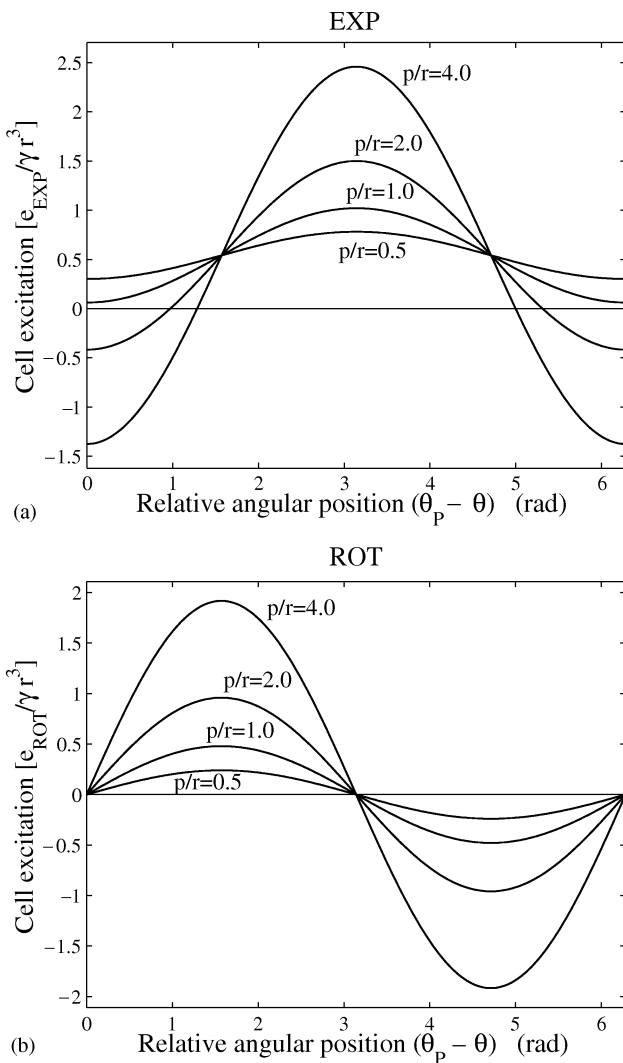 EXP
Cell excitation [e_EXP/γ r^3]
2.5
2
1.5
1
0.5
0
−0.5
−1
−1.5
p/r=4.0
p/r=2.0
p/r=1.0
p/r=0.5
0 1 2 3 4 5 6
(a) Relative angular position (θ_P − θ) (rad)
ROT
Cell excitation [e_ROT/γ r^3]
2
1.5
1
0.5
0
−0.5
−1
−1.5
−2
p/r=4.0
p/r=2.0
p/r=1.0
p/r=0.5
0 1 2 3 4 5 6
(b) Relative angular position (θ_P − θ) (rad)